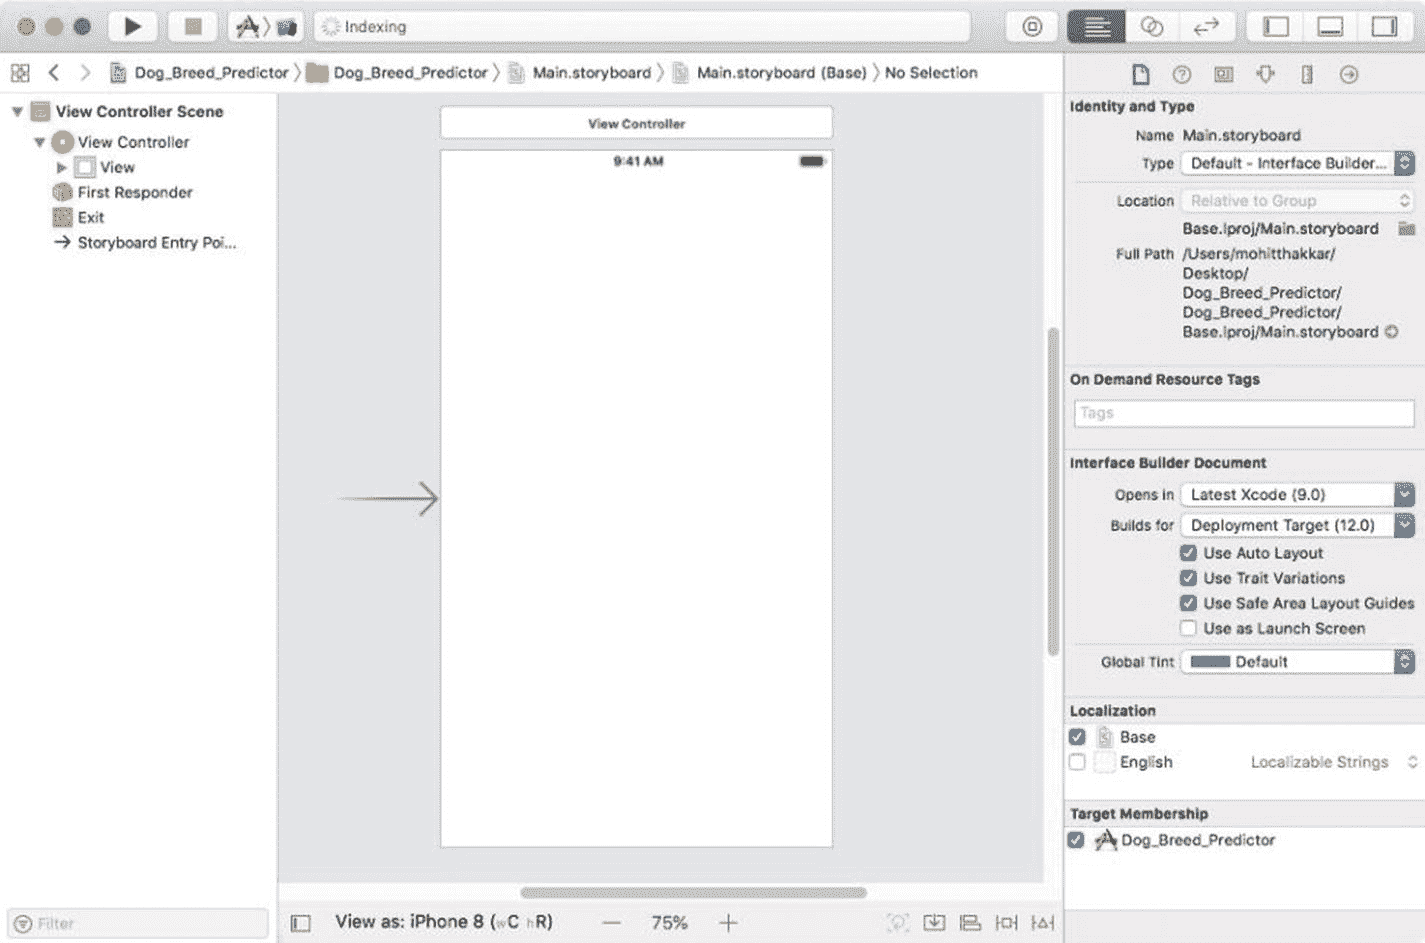 Indexing
Dog_Breed_Predictor
Dog_Breed_Predictor
Main.storyboard
Main.storyboard (Base)
No Selection
View Controller Scene
View Controller
View
First Responder
Exit
Storyboard Entry Poi...
Filter
View Controller
9:41 AM
View as: iPhone 8 (wC hR)
75%
Identity and Type
Name Main.storyboard
Type Default - Interface Builder...
Location Relative to Group
Base.lproj/Main.storyboard
Full Path /Users/mohitthakkar/
Desktop/
Dog_Breed_Predictor/
Dog_Breed_Predictor/
Base.lproj/Main.storyboard
On Demand Resource Tags
Tags
Interface Builder Document
Opens in Latest Xcode (9.0)
Builds for Deployment Target (12.0)
Use Auto Layout
Use Trait Variations
Use Safe Area Layout Guides
Use as Launch Screen
Global Tint Default
Localization
Base
English Localizable Strings
Target Membership
Dog_Breed_Predictor